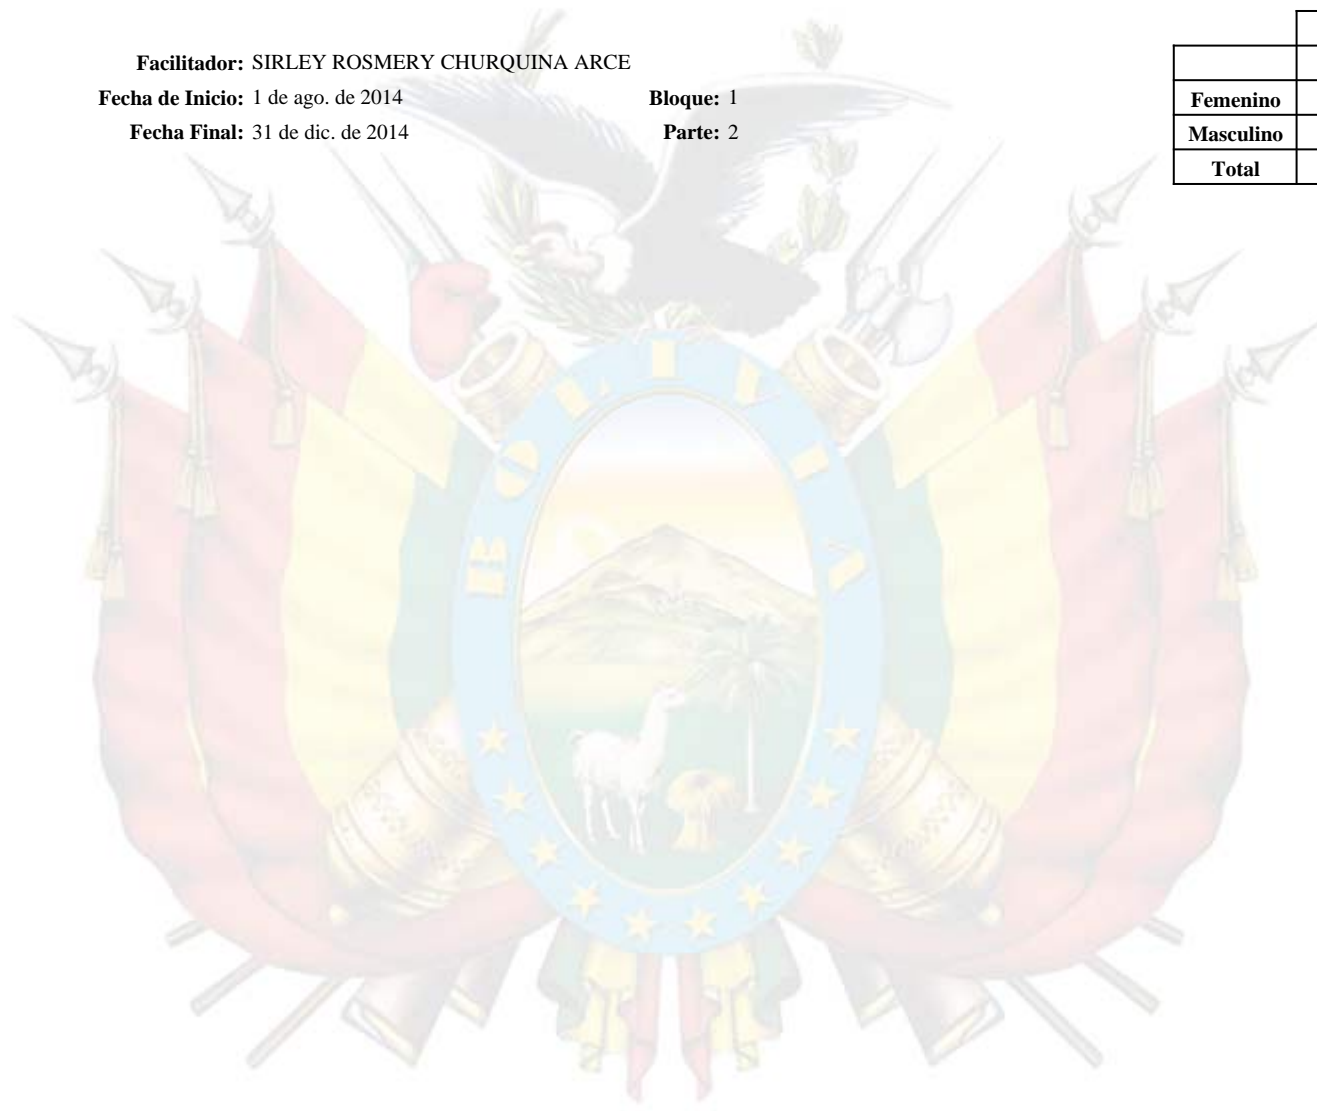 Facilitador: SIRLEY ROSMERY CHURQUINA ARCE
Fecha de Inicio: 1 de ago. de 2014 Bloque: 1
Fecha Final: 31 de dic. de 2014 Parte: 2
Femenino
Masculino
Total
BOLIVIA